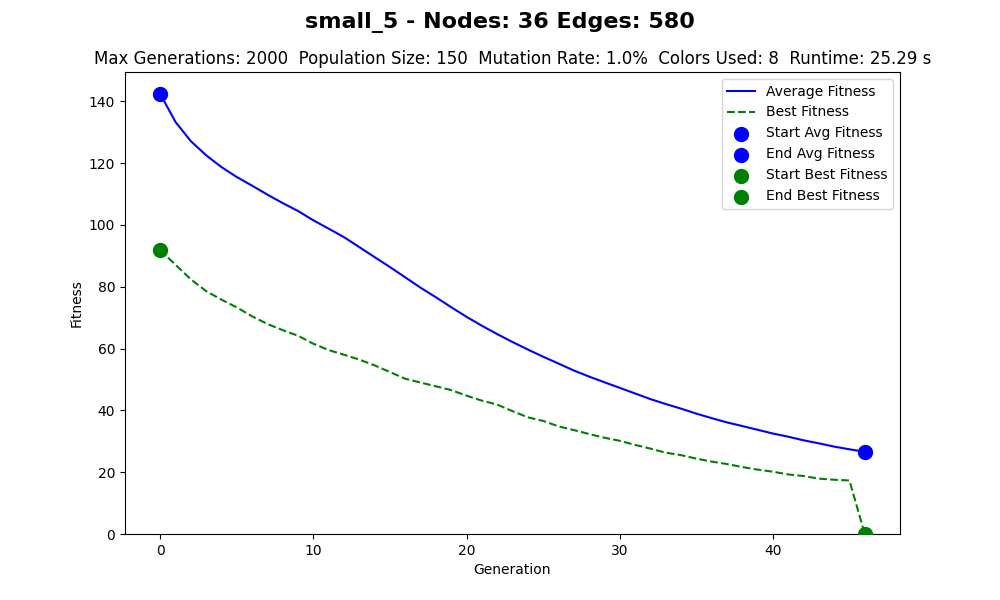 small_5 - Nodes: 36 Edges: 580
Max Generations: 2000  Population Size: 150  Mutation Rate: 1.0%  Colors Used: 8  Runtime: 25.29 s
Average Fitness
Best Fitness
Start Avg Fitness
End Avg Fitness
Start Best Fitness
End Best Fitness
Fitness
140
120
100
80
60
40
20
0
0 10 20 30 40
Generation